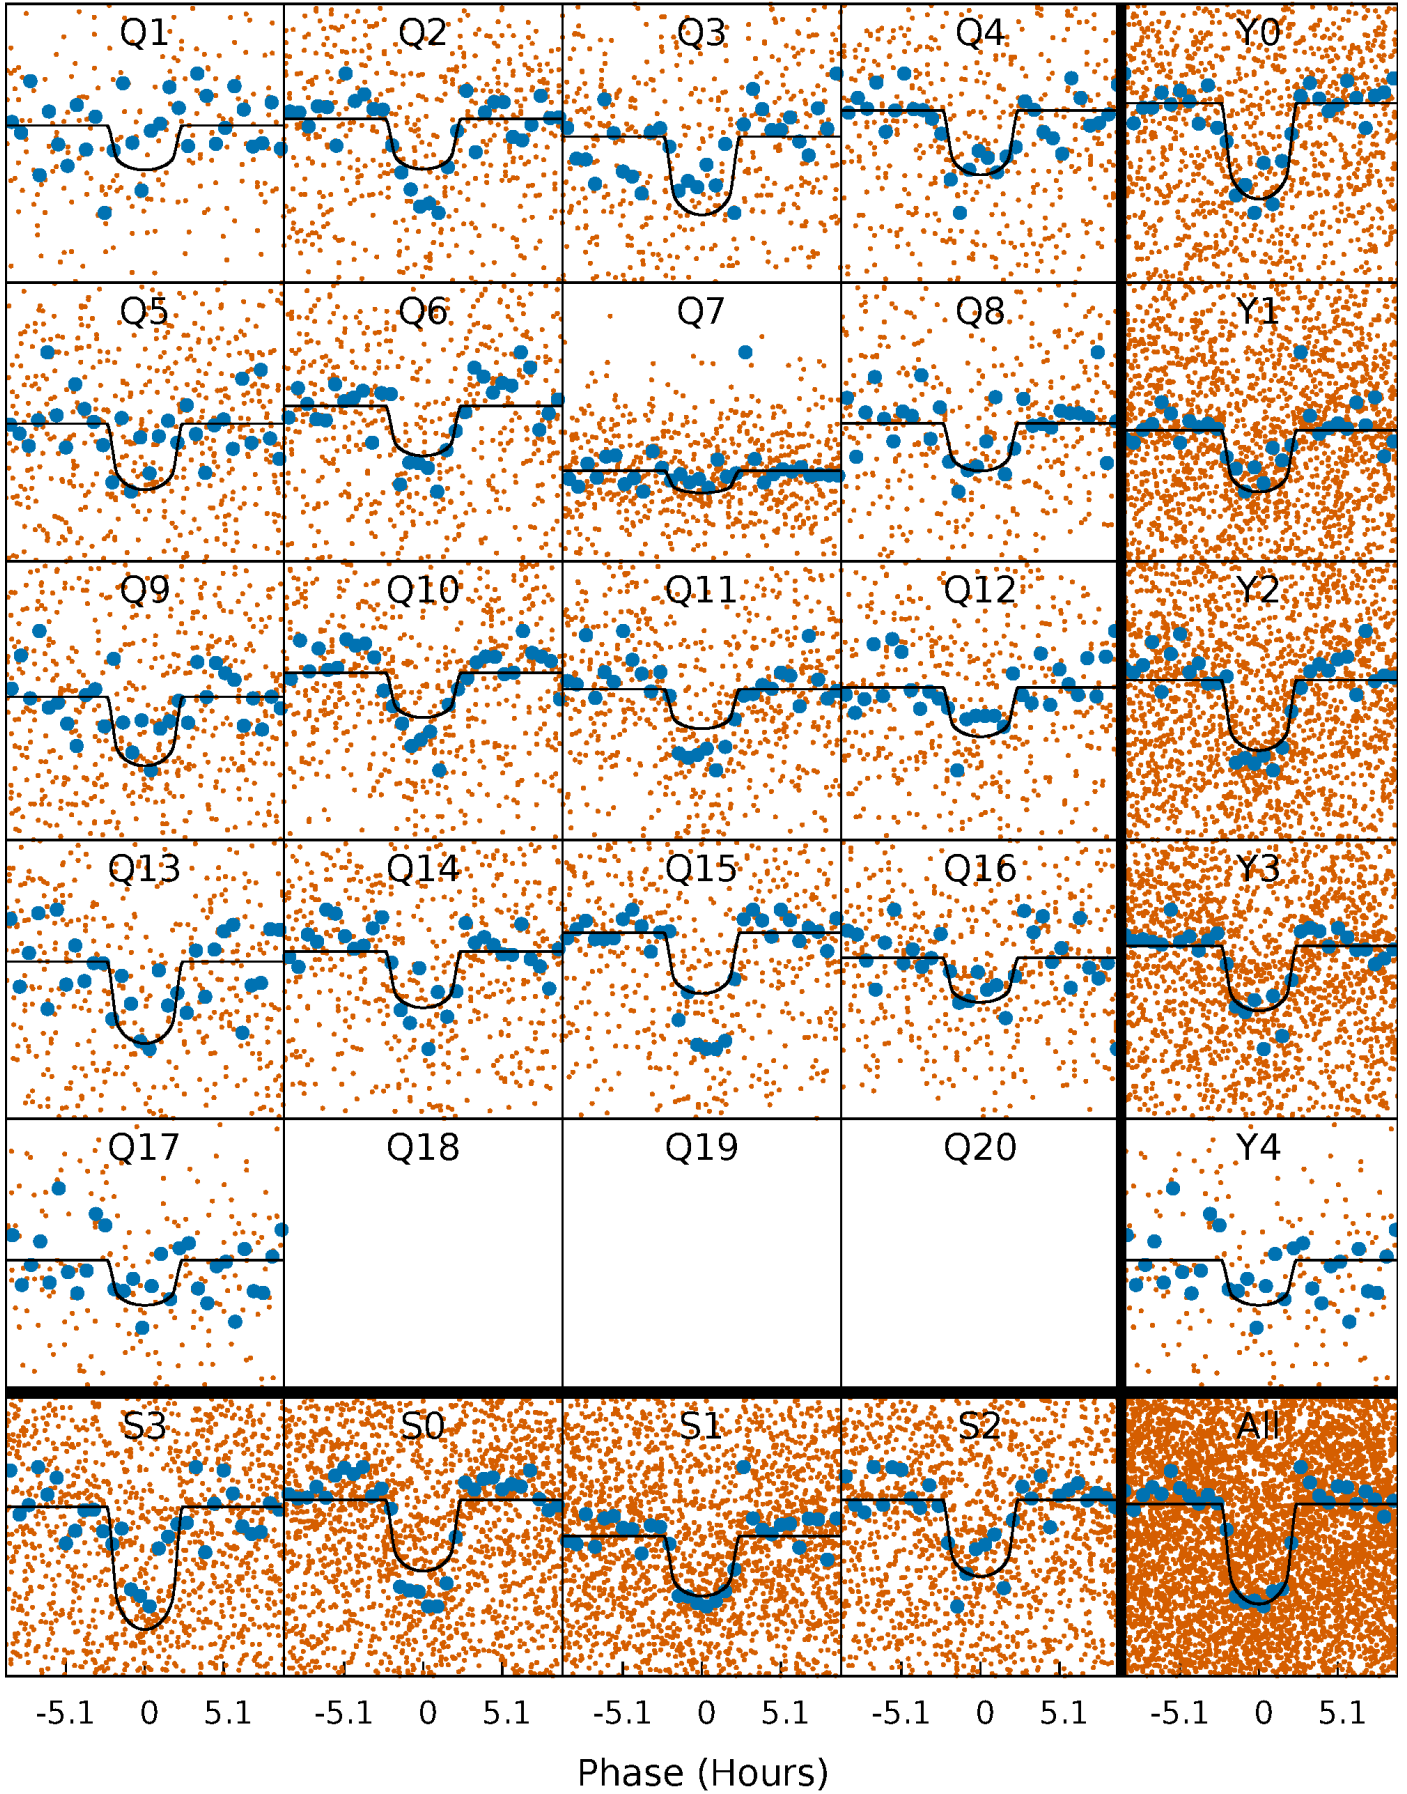 Q1 Q2 Q3 Q4 Y0
Q5 Q6 Q7 Q8 Y1
Q9 Q10 Q11 Q12 Y2
Q13 Q14 Q15 Q16 Y3
Q17 Q18 Q19 Q20 Y4
S3 S0 S1 S2 All
-5.1 0 5.1 -5.1 0 5.1 -5.1 0 5.1 -5.1 0 5.1 -5.1 0 5.1
Phase (Hours)